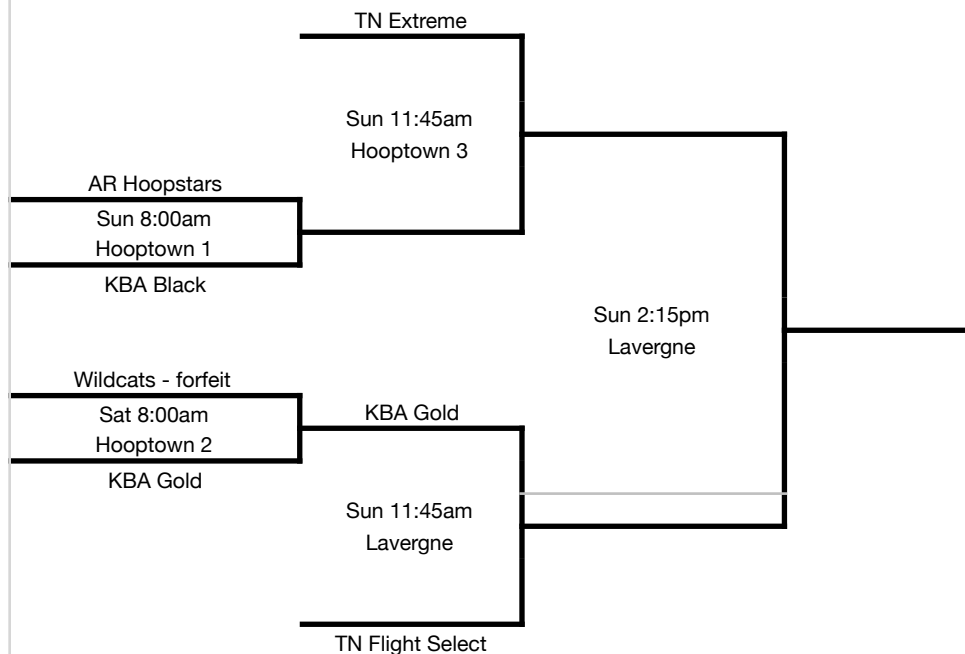 TN Extreme
Sun 11:45am
Hooptown 3
AR Hoopstars
Sun 8:00am
Hooptown 1
KBA Black
Sun 2:15pm
Lavergne
Wildcats - forfeit
Sat 8:00am
Hooptown 2
KBA Gold
KBA Gold
Sun 11:45am
Lavergne
TN Flight Select